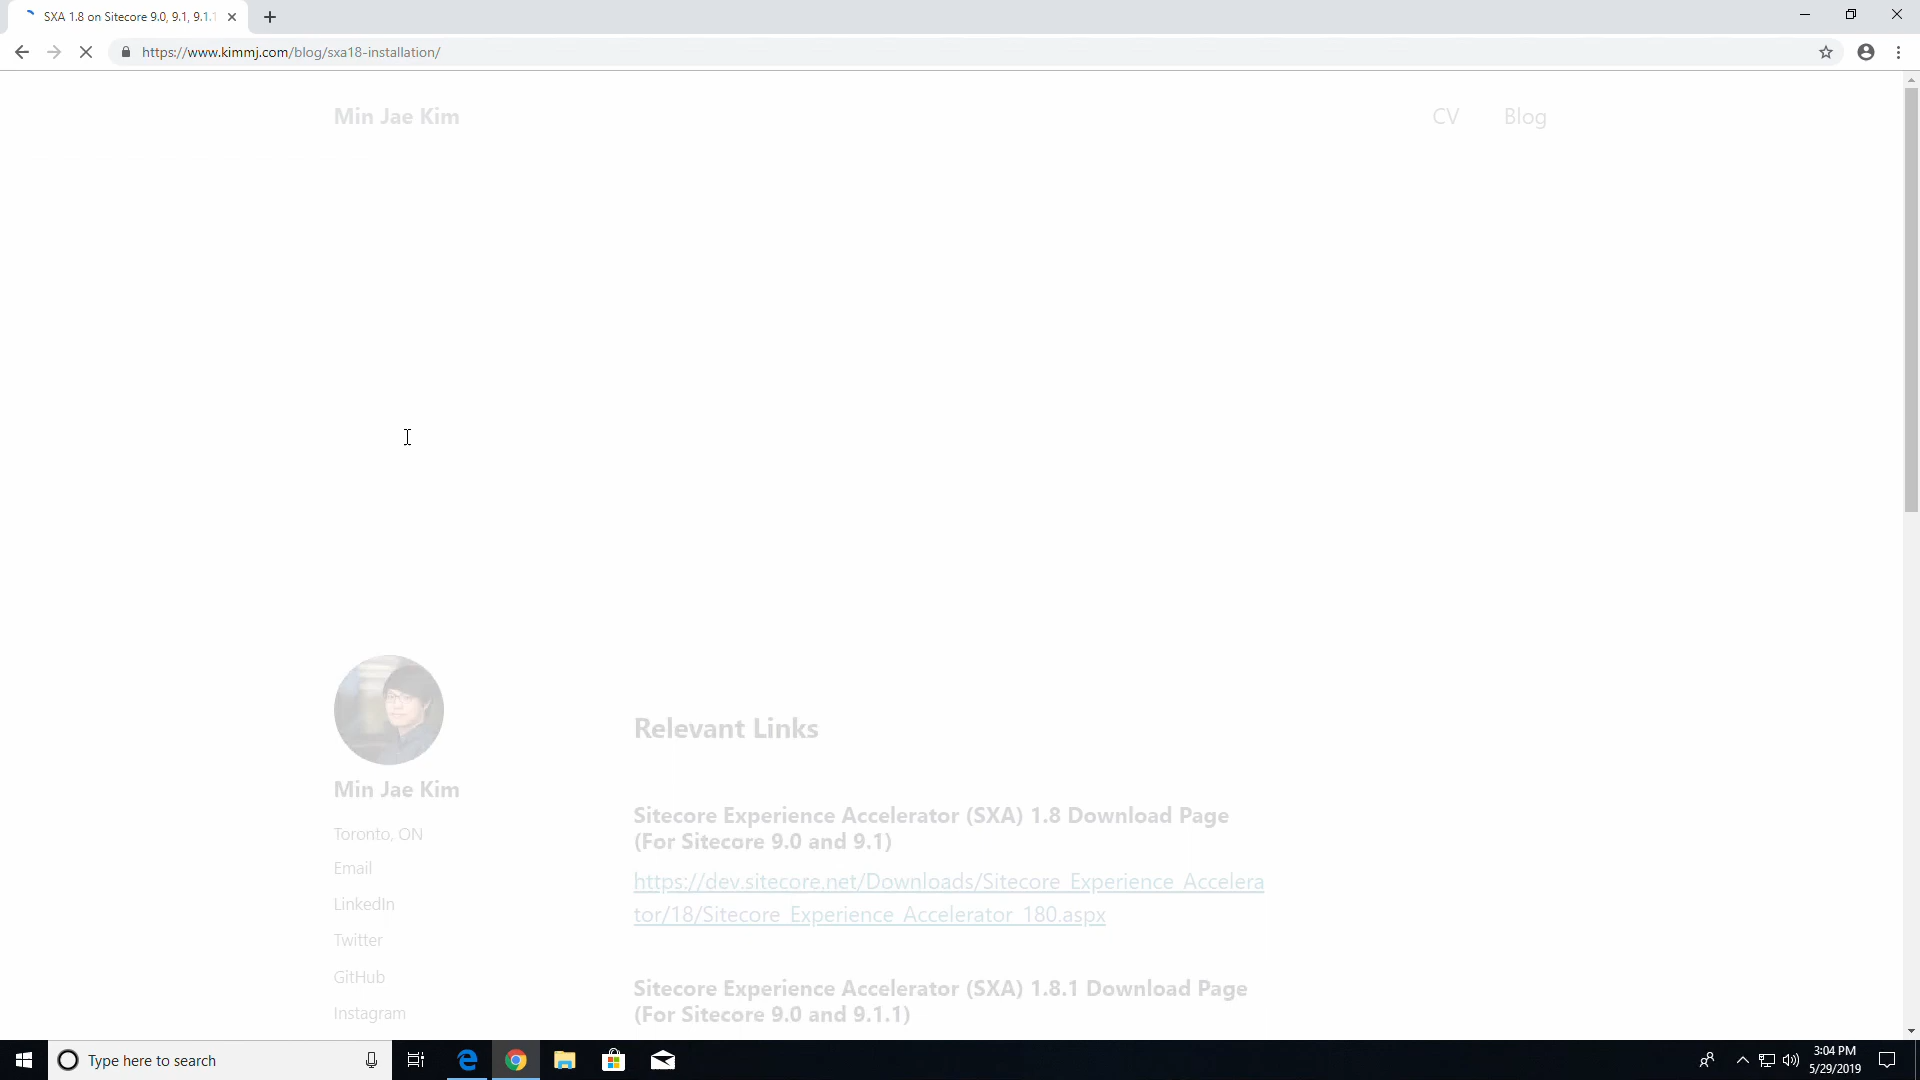 SXA 1.8 on Sitecore 9.0, 9.1, 9.1.1
https://www.kimmj.com/blog/sxa18-installation/
Min Jae Kim
CV
Blog
Min Jae Kim
Toronto, ON
Email
LinkedIn
Twitter
GitHub
Instagram
Relevant Links
Sitecore Experience Accelerator (SXA) 1.8 Download Page
(For Sitecore 9.0 and 9.1)
https://dev.sitecore.net/Downloads/Sitecore_Experience_Accelera
tor/18/Sitecore_Experience_Accelerator_180.aspx
Sitecore Experience Accelerator (SXA) 1.8.1 Download Page
(For Sitecore 9.0 and 9.1.1)
Type here to search
3:04 PM
5/29/2019